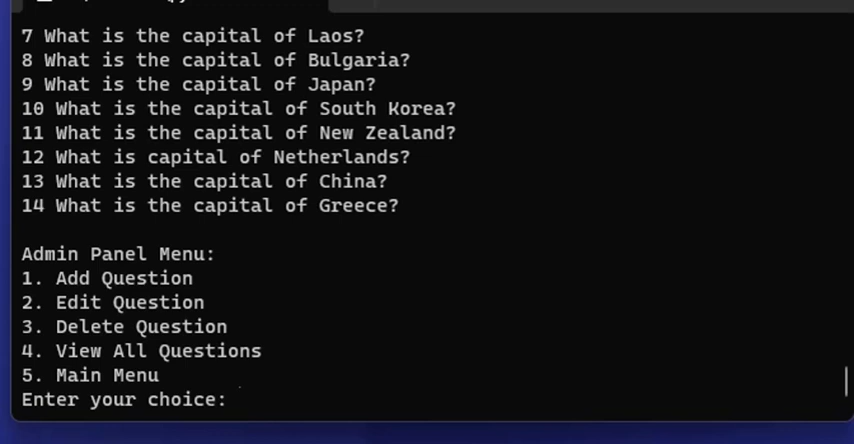 7 What is the capital of Laos?
8 What is the capital of Bulgaria?
9 What is the capital of Japan?
10 What is the capital of South Korea?
11 What is the capital of New Zealand?
12 What is capital of Netherlands?
13 What is the capital of China?
14 What is the capital of Greece?
Admin Panel Menu:
1. Add Question
2. Edit Question
3. Delete Question
4. View All Questions
5. Main Menu
Enter your choice: